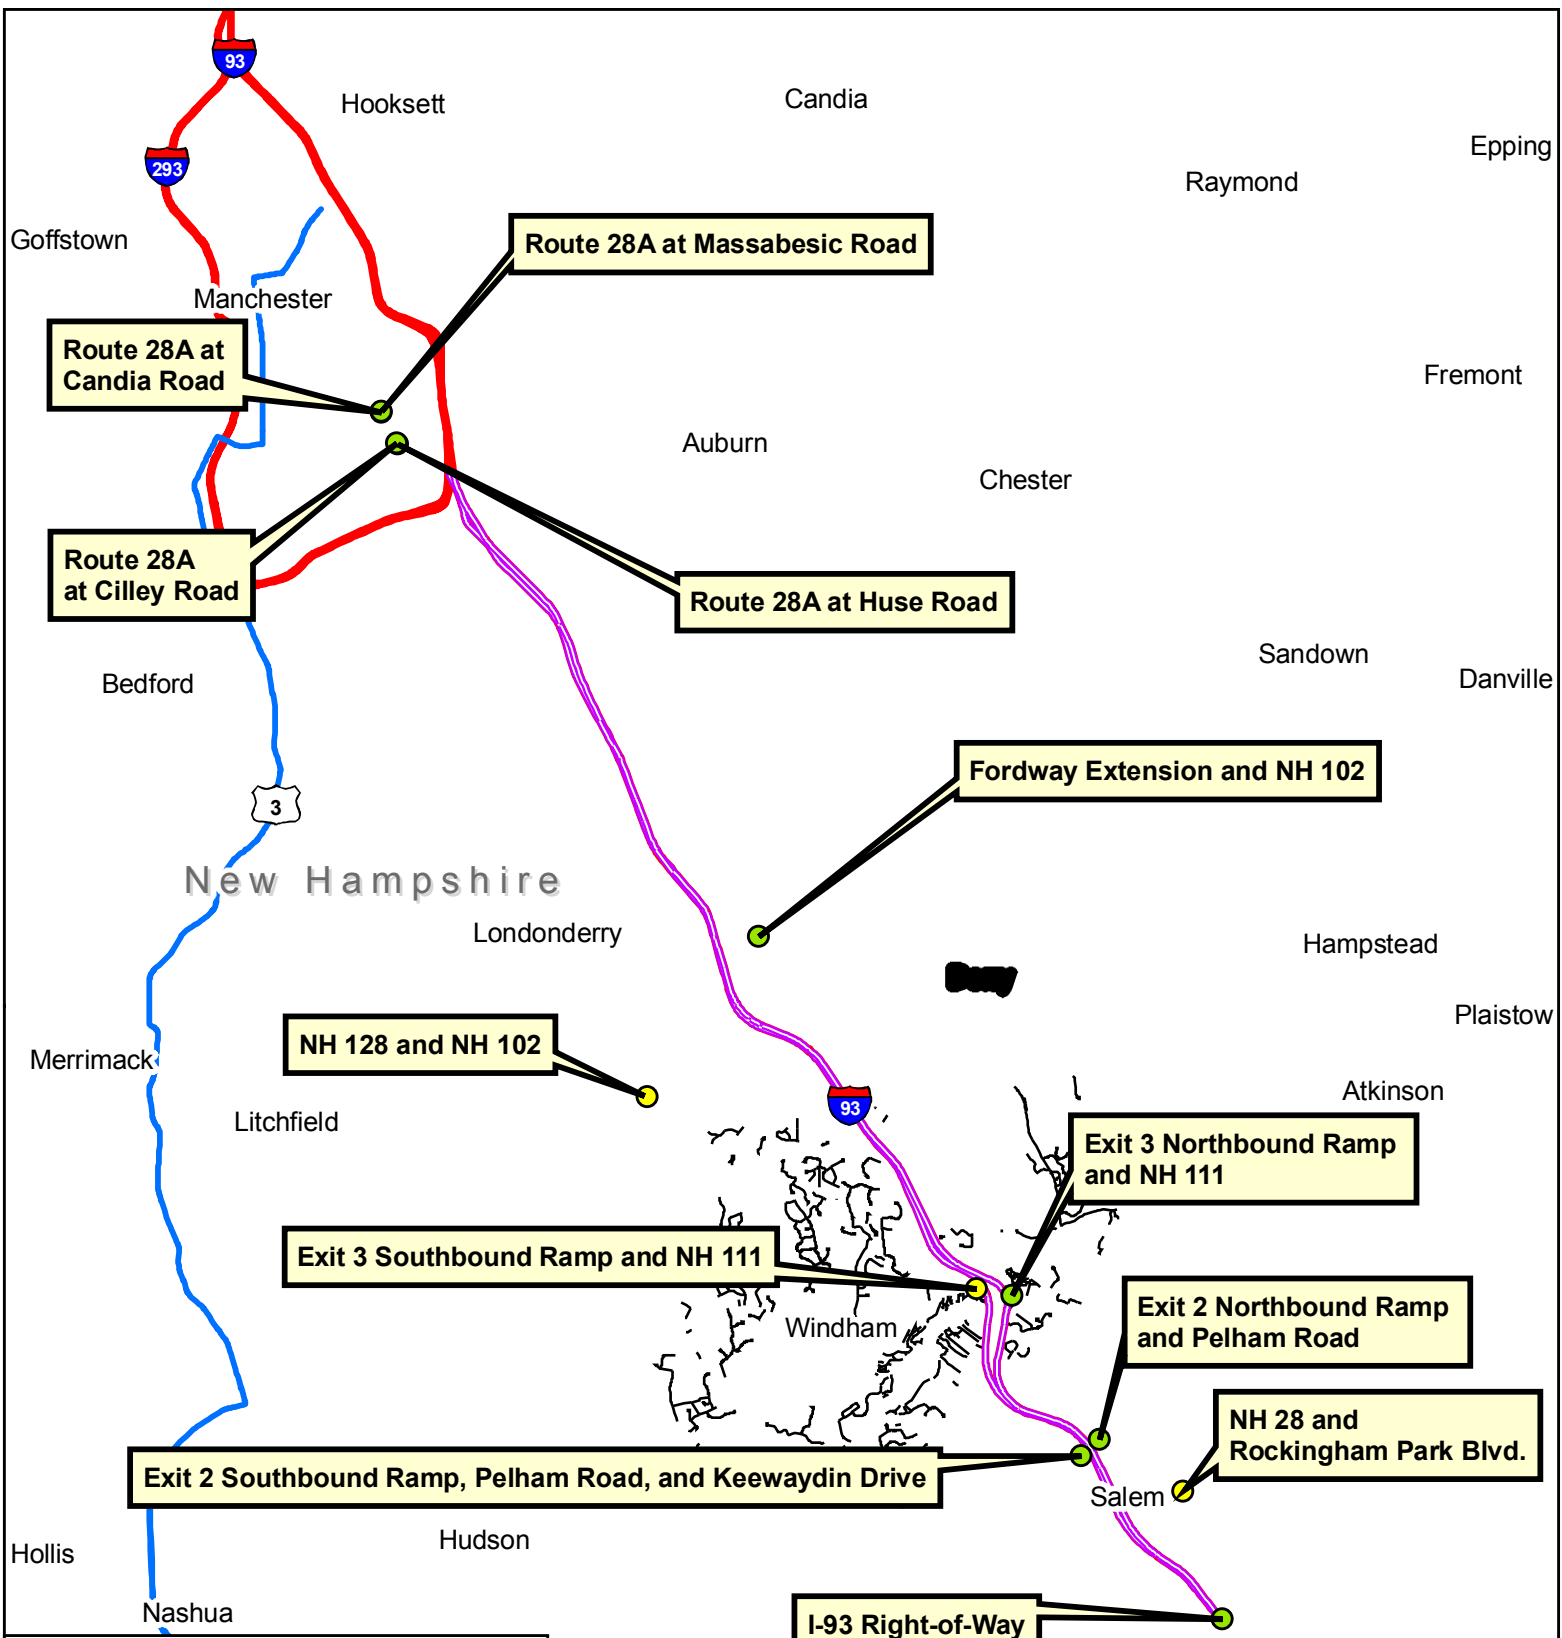 93
Hooksett
Candia
Epping
293
Raymond
Goffstown
Route 28A at Massabesic Road
Manchester
Route 28A at
Candia Road
Fremont
Auburn
Chester
Route 28A
at Cilley Road
Route 28A at Huse Road
Sandown
Bedford
Danville
Fordway Extension and NH 102
3
New Hampshire
Londonderry
Hampstead
Derry
Plaistow
NH 128 and NH 102
Merrimack
Atkinson
93
Litchfield
Exit 3 Northbound Ramp
and NH 111
Exit 3 Southbound Ramp and NH 111
Windham
Exit 2 Northbound Ramp
and Pelham Road
NH 28 and
Rockingham Park Blvd.
Exit 2 Southbound Ramp, Pelham Road, and Keewaydin Drive
Salem
Hudson
Hollis
Nashua
I-93 Right-of-Way